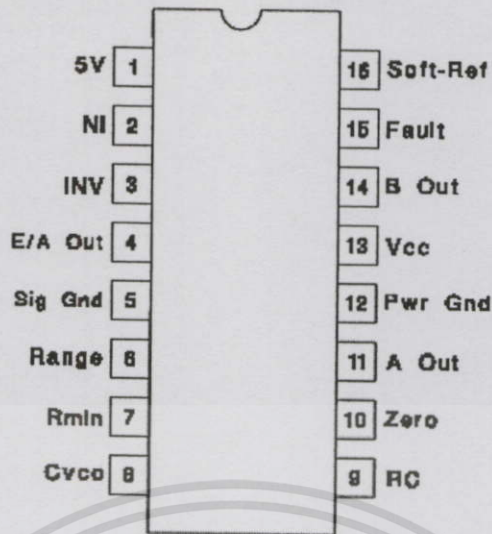 5V 1 16 Soft-Ref
NI 2 15 Fault
INV 3 14 B Out
E/A Out 4 13 Vcc
Sig Gnd 5 12 Pwr Gnd
Range 6 11 A Out
Rmin 7 10 Zero
Cvco 8 9 RC